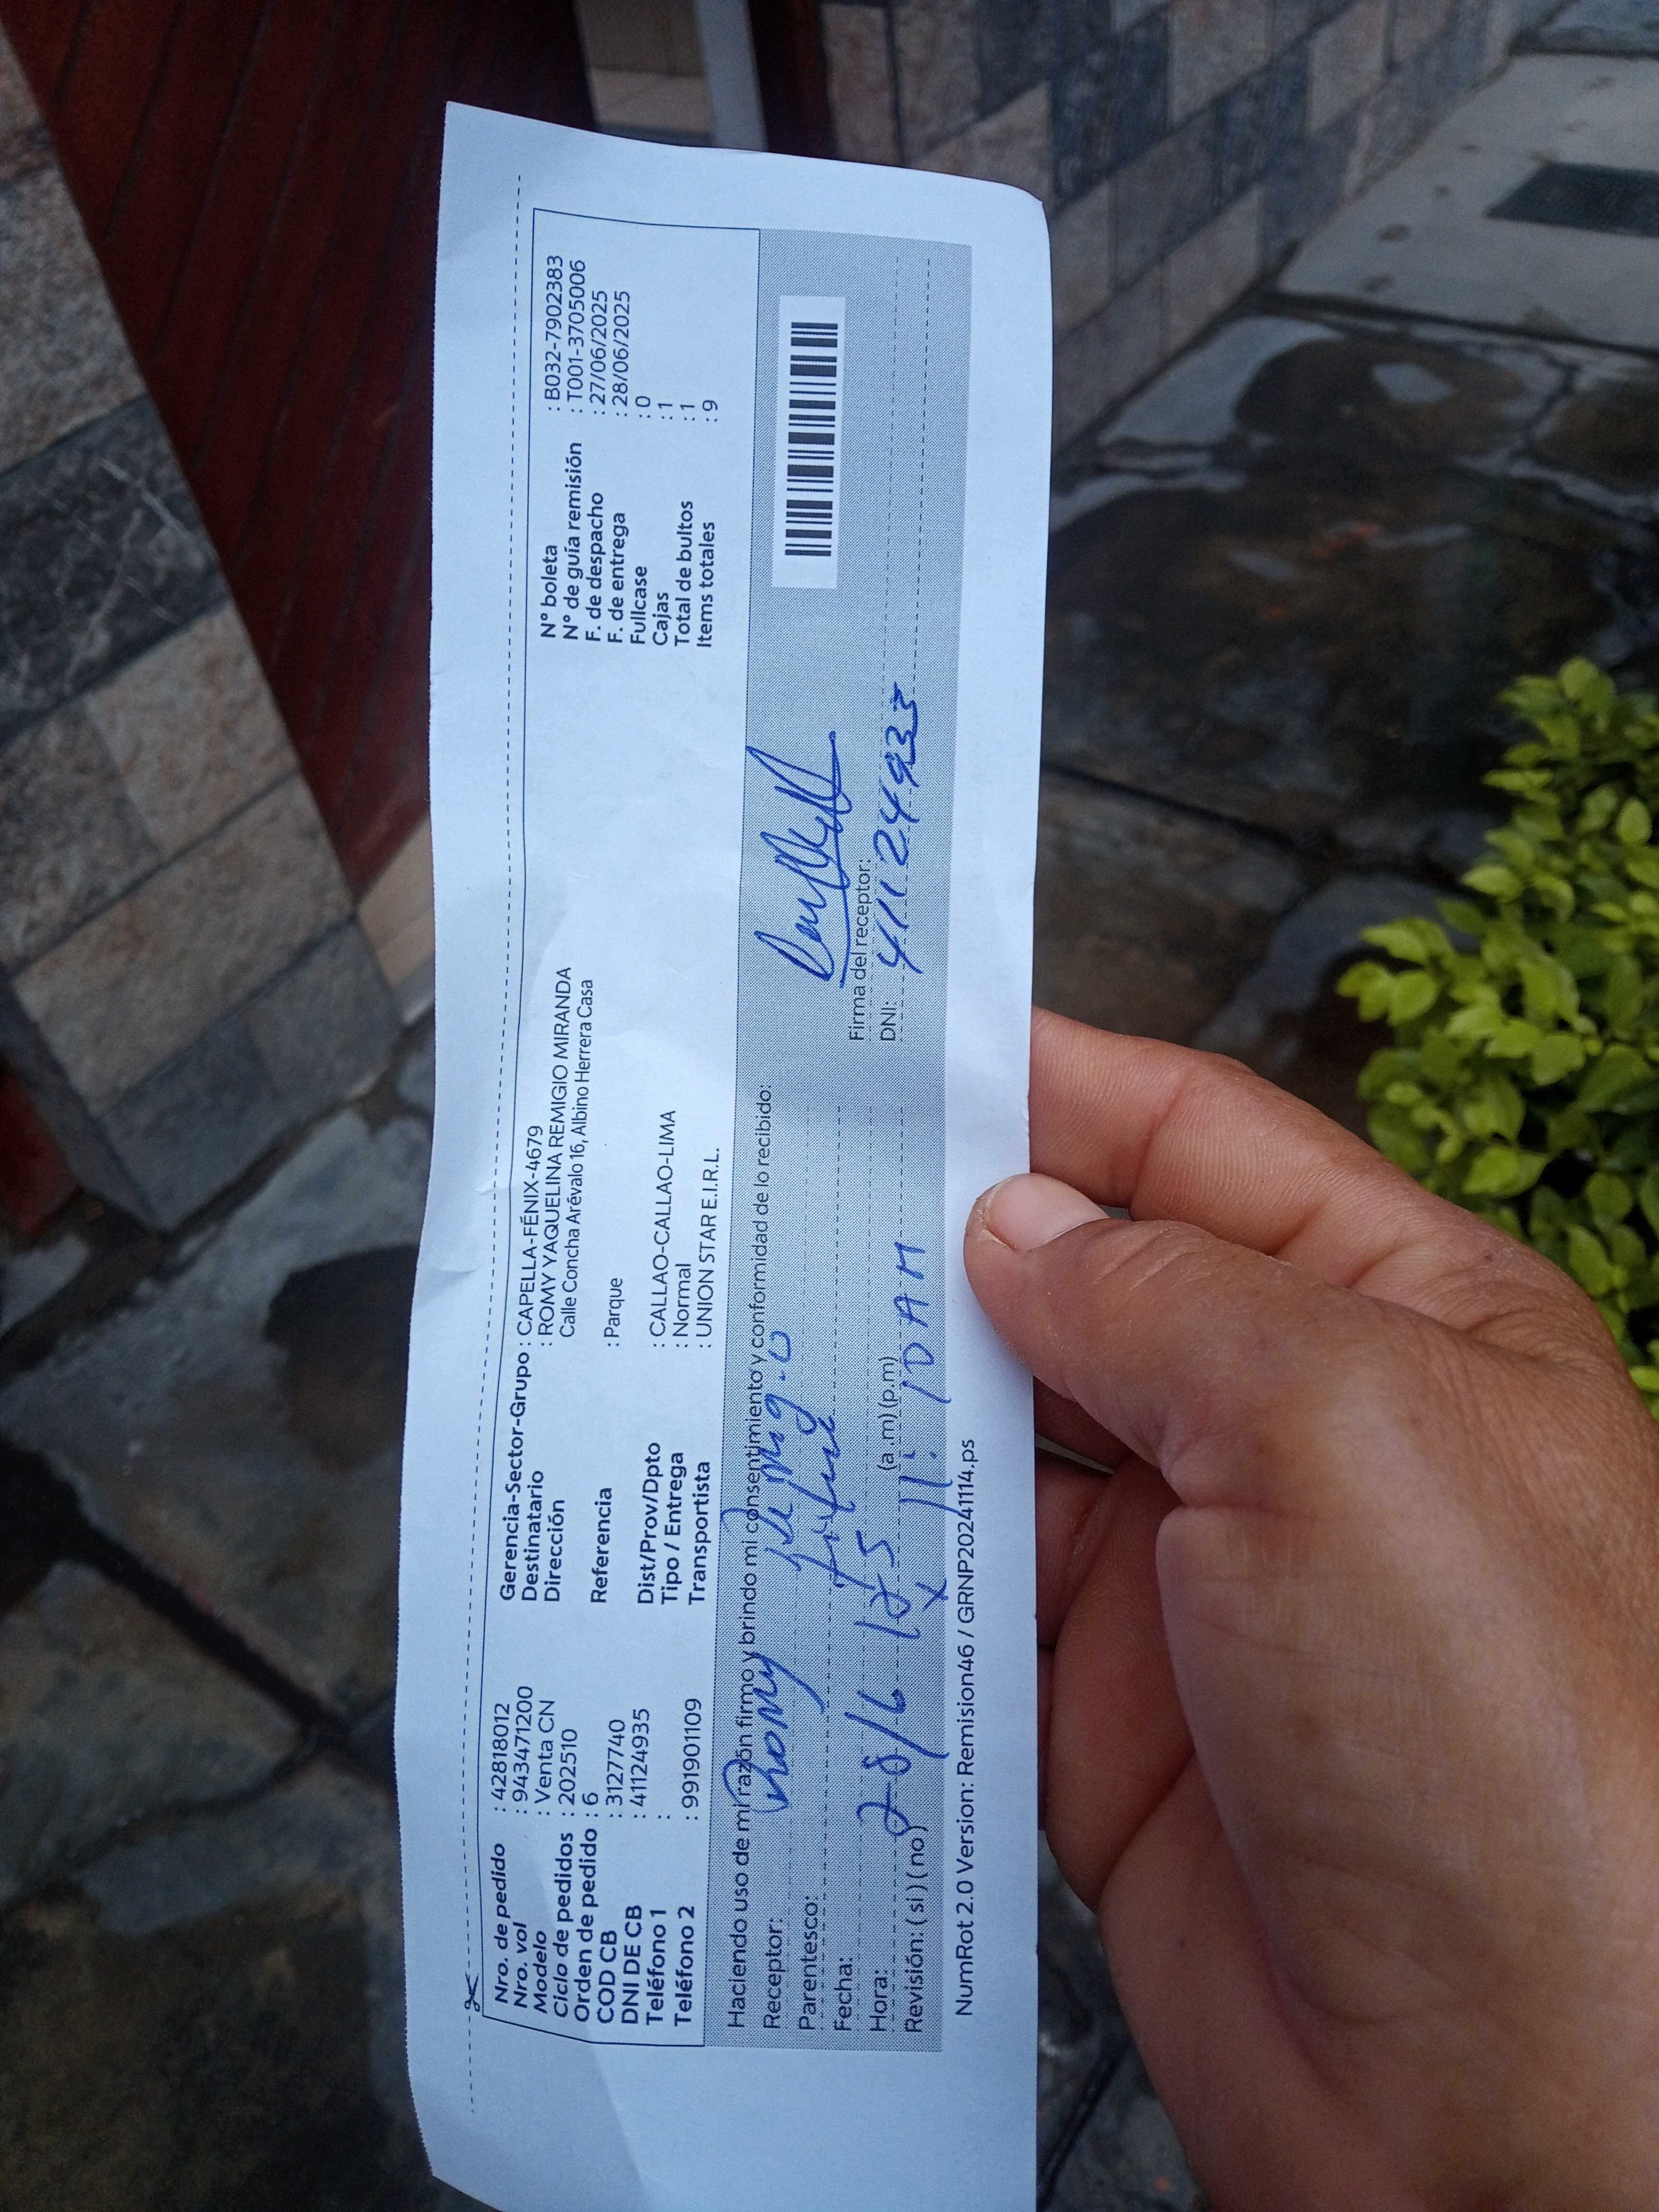 Nro. de pedido : 42818012
Nro. vol : 943471200
Modelo : Venta CN
Ciclo de pedidos : 202510
Orden de pedido : 6
COD CB : 3127740
DNI DE CB : 41124935
Teléfono 1 :
Teléfono 2 : 991901109
Gerencia-Sector-Grupo : CAPELLA-FÉNIX-4679
Destinatario : ROMY YAQUELINA REMIGIO MIRANDA
Dirección Calle Concha Arévalo 16, Albino Herrera Casa
Referencia : Parque
Dist/Prov/Dpto : CALLAO-CALLAO-LIMA
Tipo / Entrega : Normal
Transportista : UNION STAR E.I.R.L.
N° boleta : B032-7902383
N° de guía remisión : T001-3705006
F. de despacho : 27/06/2025
F. de entrega : 28/06/2025
Fullcase : 0
Cajas : 1
Total de bultos : 1
Items totales : 9
Haciendo uso de mi razón firmo y brindo mi consentimiento y conformidad de lo recibido:
Receptor: Rhomy Remigio
Parentesco: titular
Fecha: 28/6/25
Hora: (a.m) (p.m)
Revisión: ( si ) ( no ) x 11:10 AM
Firma del receptor:
DNI: 41124935
NumRot 2.0 Version: Remision46 / GRNP20241114.ps